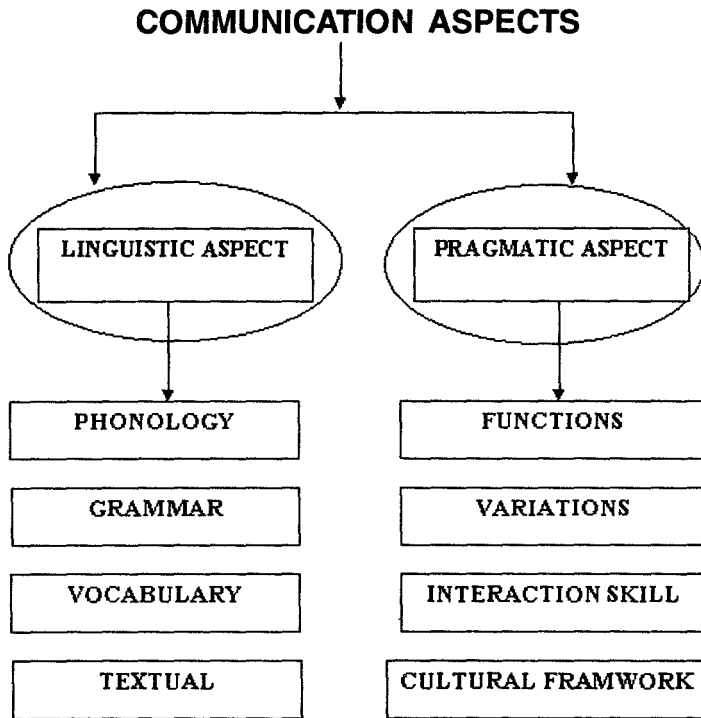 COMMUNICATION ASPECTS
LINGUISTIC ASPECT
PRAGMATIC ASPECT
PHONOLOGY
FUNCTIONS
GRAMMAR
VARIATIONS
VOCABULARY
INTERACTION SKILL
TEXTUAL
CULTURAL FRAMWORK